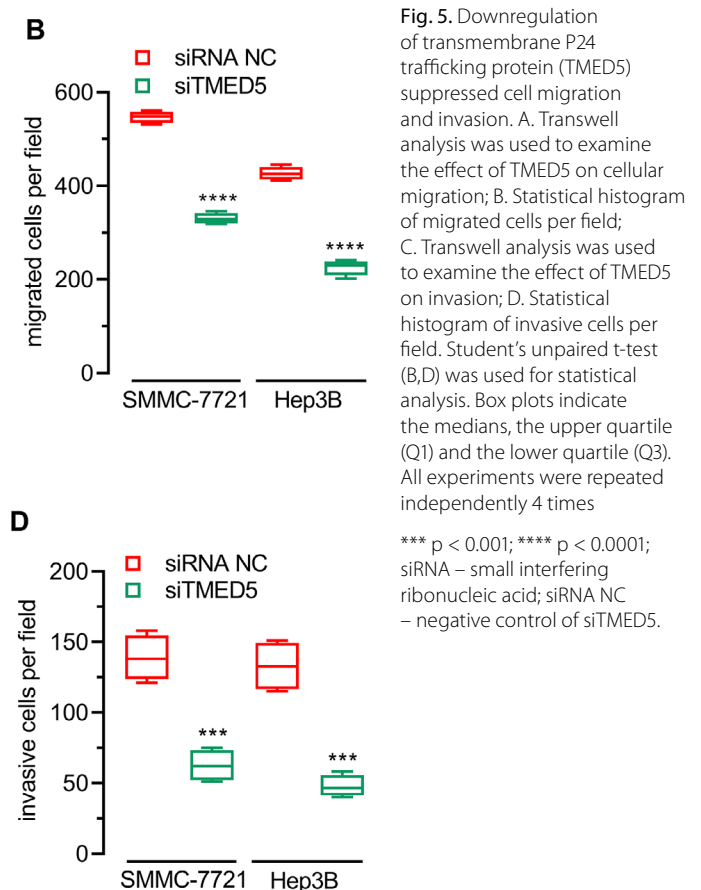 B
siRNA NC
siTMED5
600
400
200
0
migrated cells per field
****
****
SMMC-7721
Hep3B
D
siRNA NC
siTMED5
200
150
100
50
0
invasive cells per field
***
***
SMMC-7721
Hep3B
Fig. 5. Downregulation
of transmembrane P24
trafficking protein (TMED5)
suppressed cell migration
and invasion. A. Transwell
analysis was used to examine
the effect of TMED5 on cellular
migration; B. Statistical histogram
of migrated cells per field;
C. Transwell analysis was used
to examine the effect of TMED5
on invasion; D. Statistical
histogram of invasive cells per
field. Student's unpaired t-test
(B,D) was used for statistical
analysis. Box plots indicate
the medians, the upper quartile
(Q1) and the lower quartile (Q3).
All experiments were repeated
independently 4 times
*** p < 0.001; **** p < 0.0001;
siRNA – small interfering
ribonucleic acid; siRNA NC
– negative control of siTMED5.